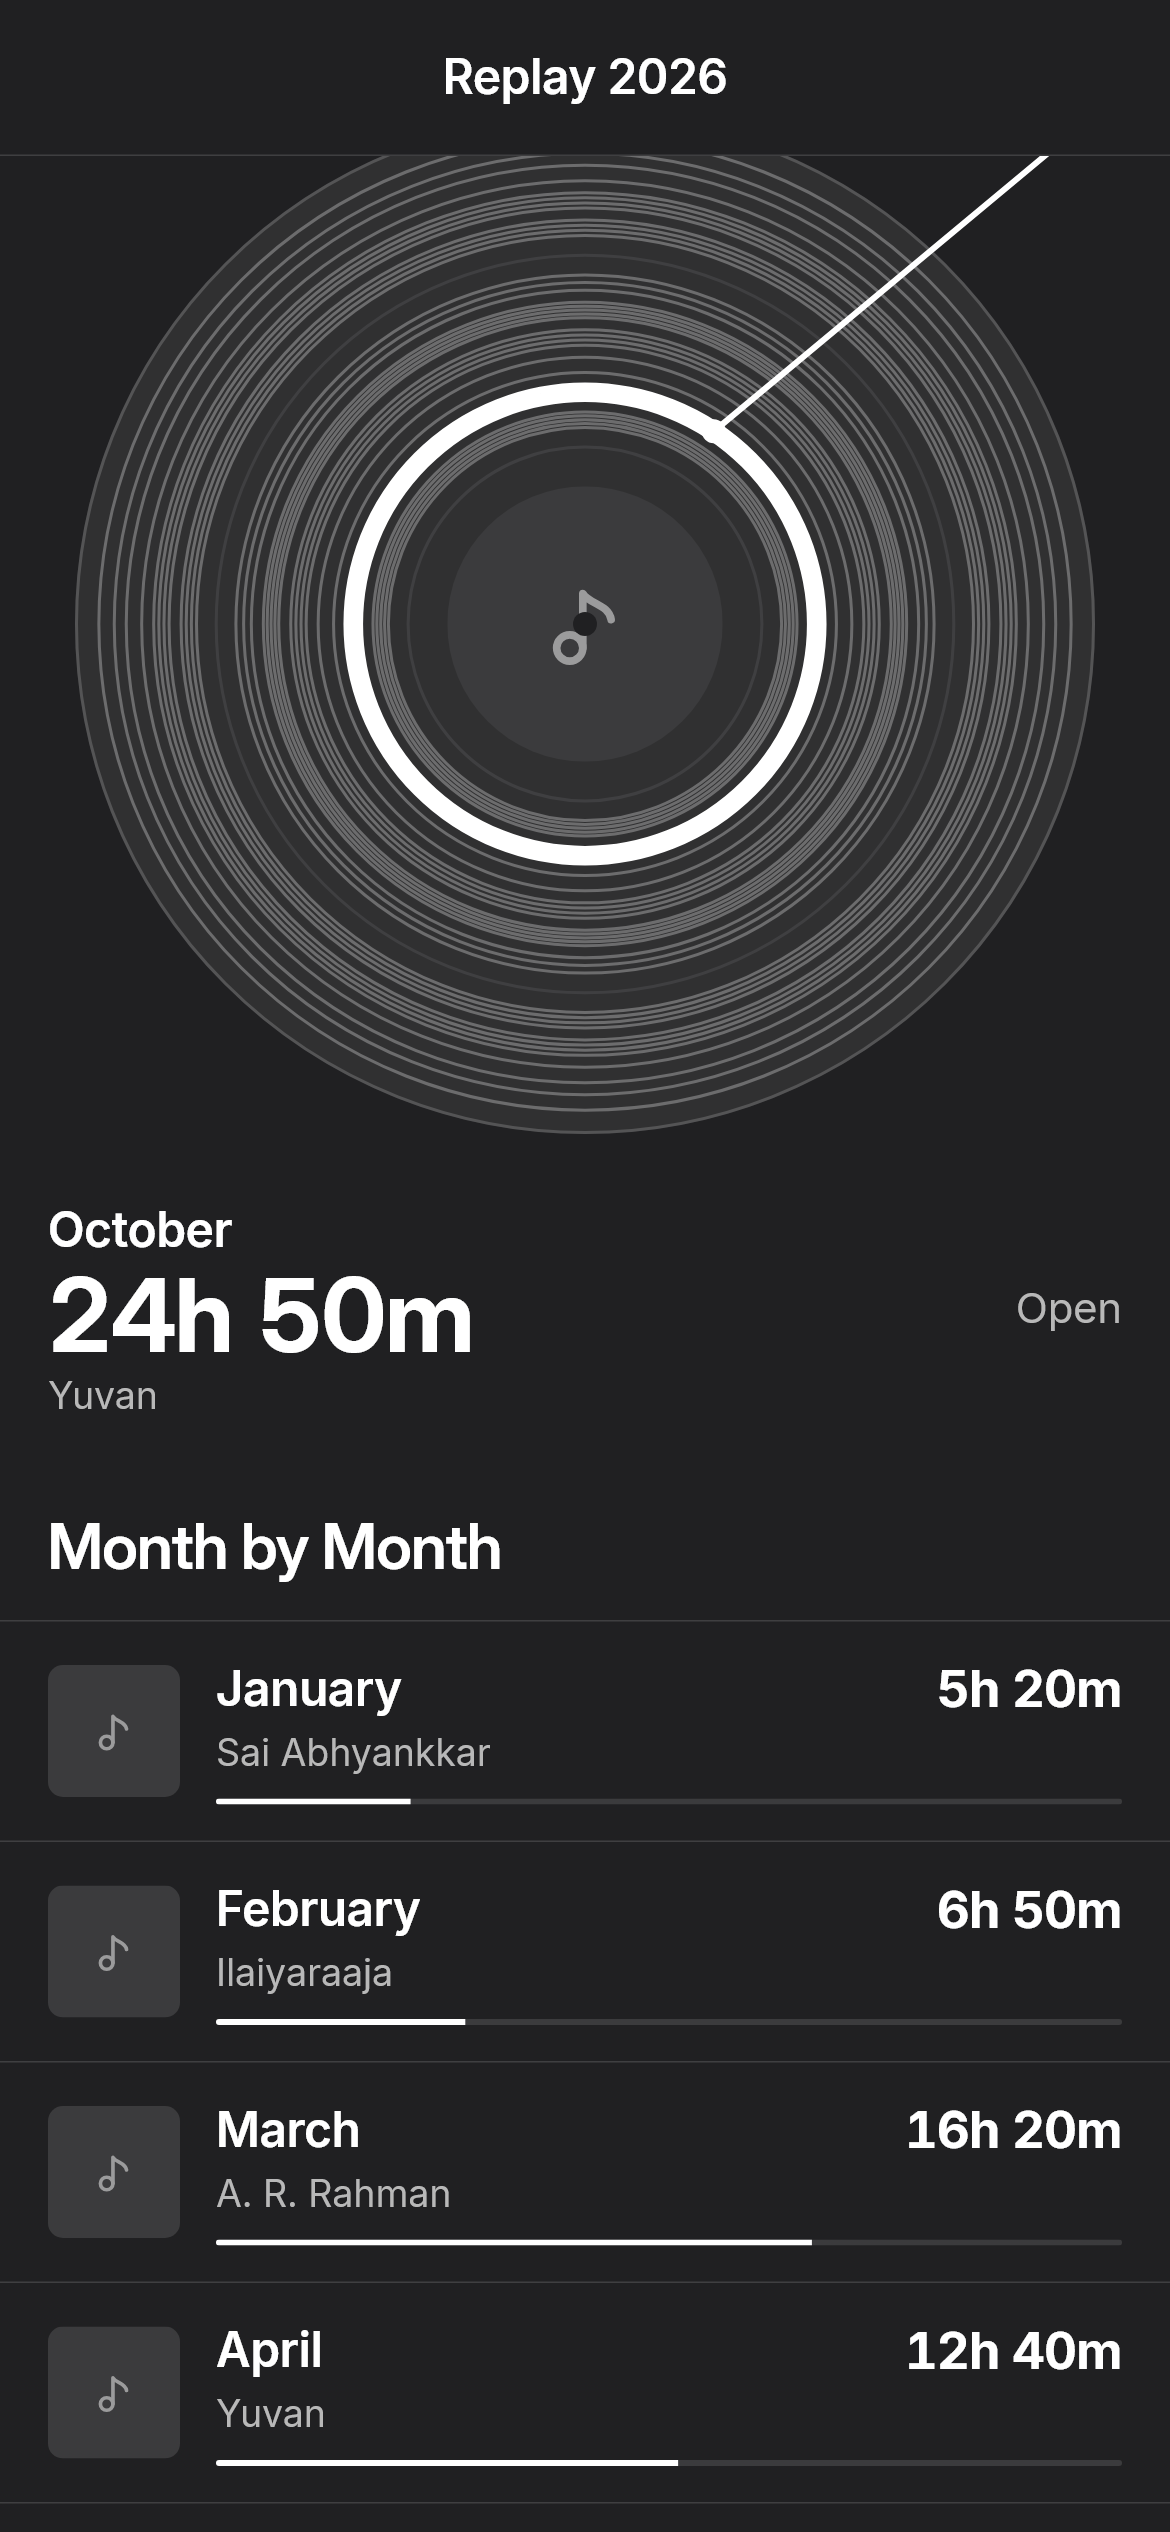 Replay 2026
October
24h 50m
Open
Yuvan
Month by Month
January
5h 20m
Sai Abhyankkar
February
6h 50m
Ilaiyaraaja
March
16h 20m
A. R. Rahman
April
12h 40m
Yuvan